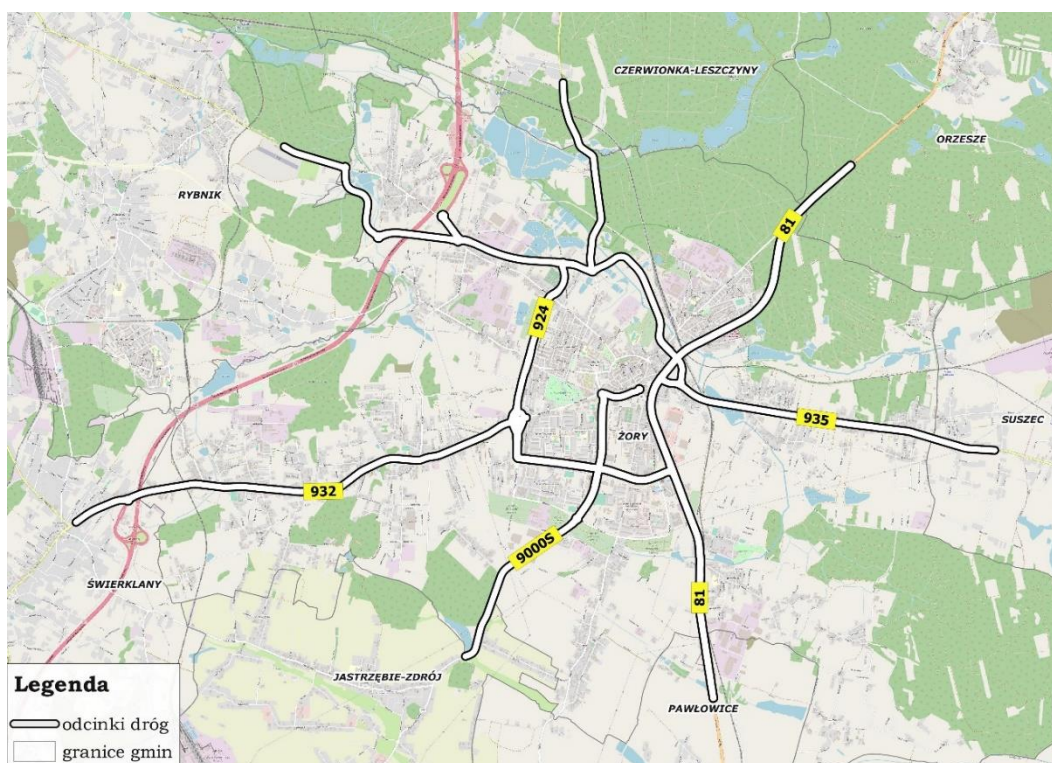 CZERWIONKA-LESZCZYNY
ORZESZE
RYBNIK
81
924
935
SUSZEC
ŻORY
932
9000S
ŚWIERKLANY
81
JASTRZĘBIE-ZDRÓJ
PAWŁOWICE
Legenda
odcinki dróg
granice gmin